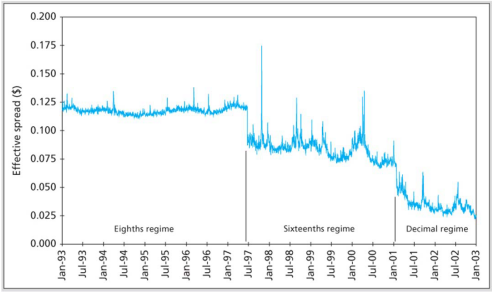 Effective spread ($)
0.200
0.175
0.150
0.125
0.100
0.075
0.050
0.025
0.000
Eighths regime
Sixteenths regime
Decimal regime
Jan-93
Jul-93
Jan-94
Jul-94
Jan-95
Jul-95
Jan-96
Jul-96
Jan-97
Jul-97
Jan-98
Jul-98
Jan-99
Jul-99
Jan-00
Jul-00
Jan-01
Jul-01
Jan-02
Jul-02
Jan-03